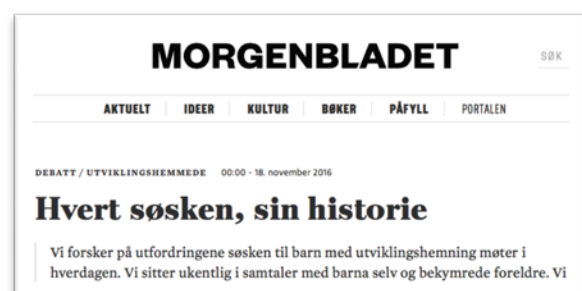 MORGENBLADET
SØK
AKTUELT IDEER KULTUR BØKER PÅFYLL PORTALEN
DEBATT / UTVIKLINGSHEMMEDE 00:00 - 18. november 2016
Hvert søsken, sin historie
Vi forsker på utfordringene søsken til barn med utviklingshemning møter i
hverdagen. Vi sitter ukentlig i samtaler med barna selv og bekymrede foreldre. Vi